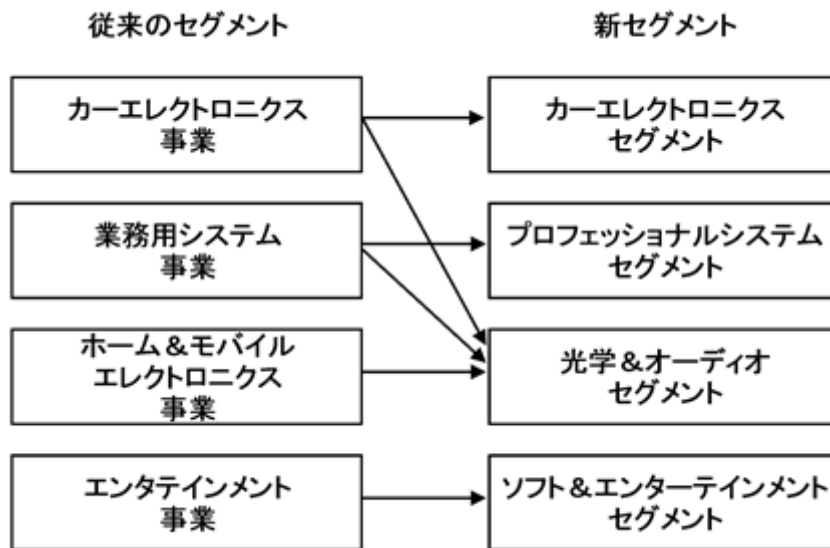 従来のセグメント
新セグメント
カーエレクトロニクス
事業
カーエレクトロニクス
セグメント
業務用システム
事業
プロフェッショナルシステム
セグメント
ホーム&モバイル
エレクトロニクス
事業
光学&オーディオ
セグメント
エンタテインメント
事業
ソフト&エンターテインメント
セグメント